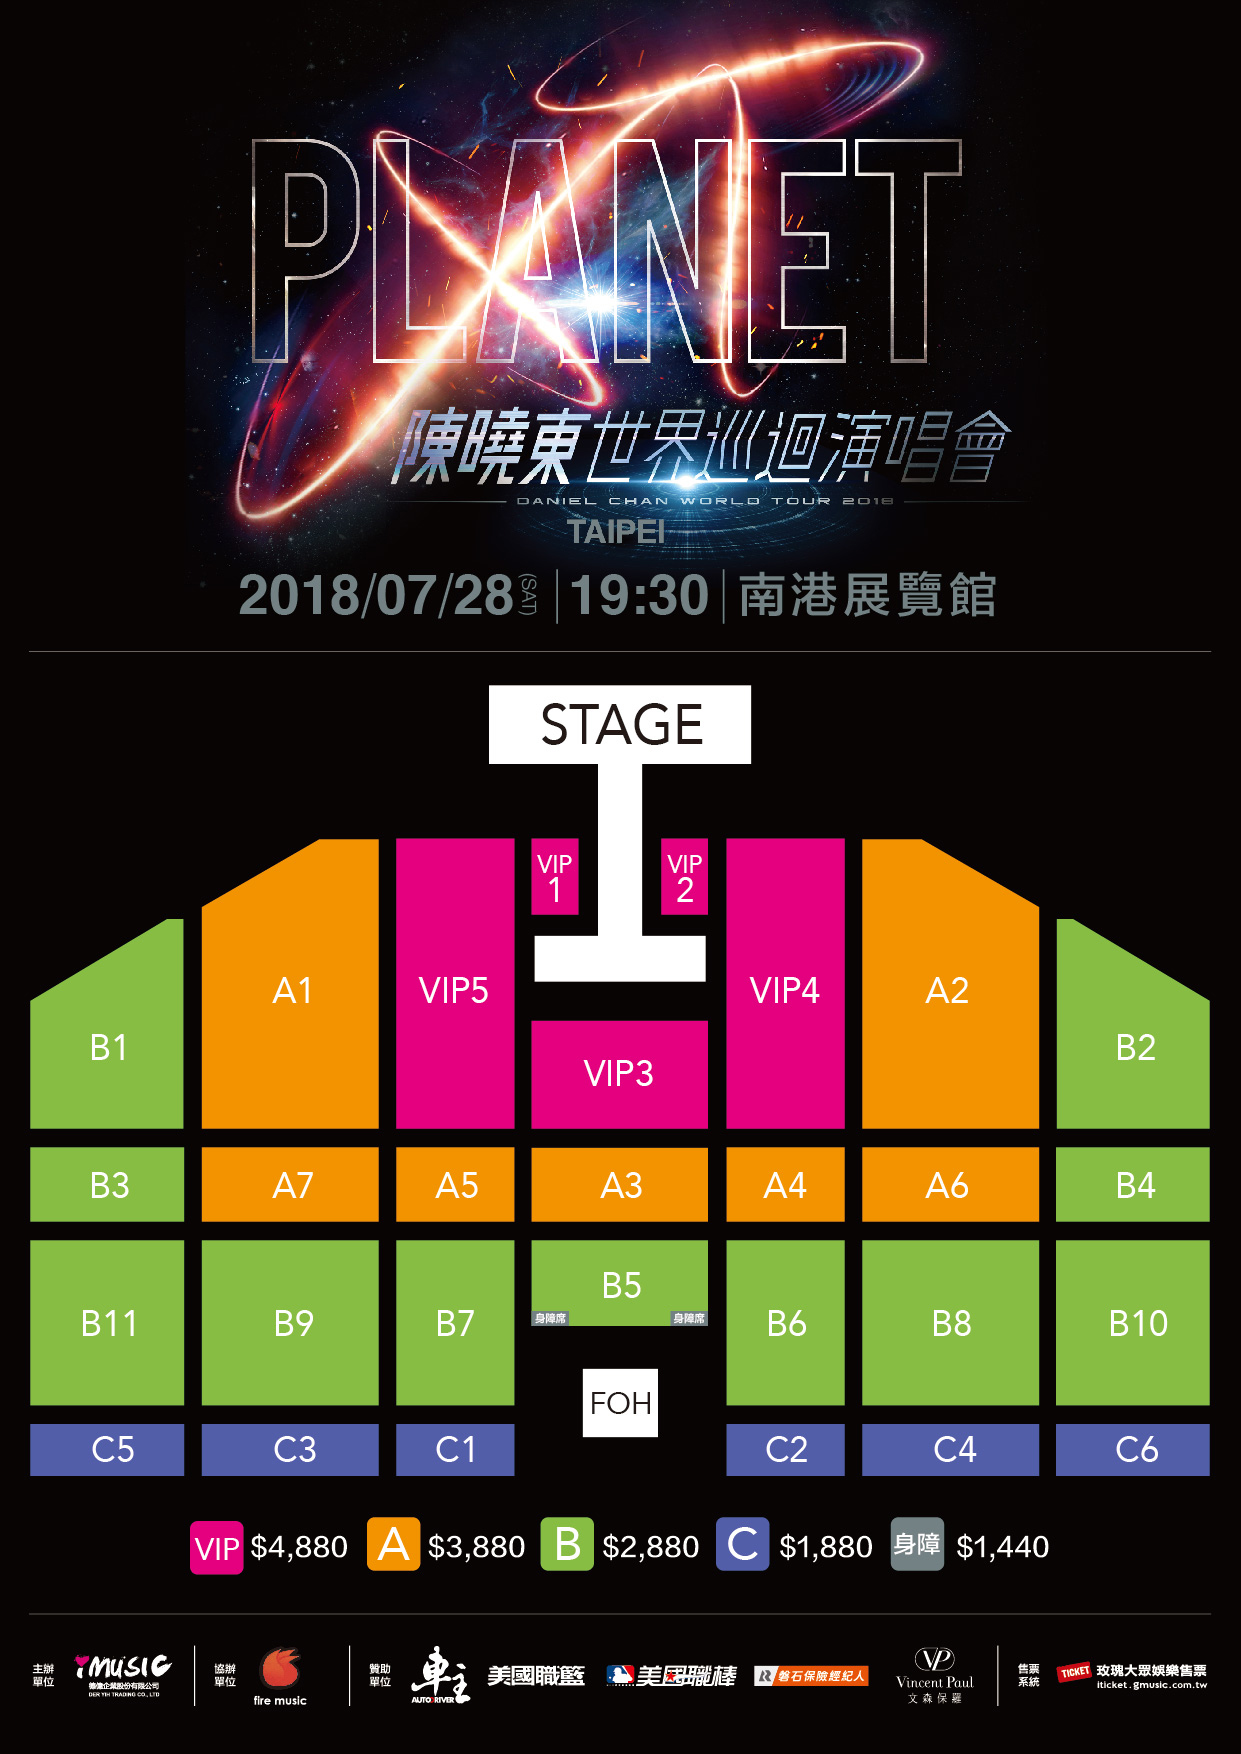 PLANET
陳曉東世界巡迴演唱會
DANIEL CHAN WORLD TOUR 2018
TAIPEI
2018/07/28 (SAT) | 19:30 | 南港展覽館
STAGE
VIP 1
VIP 2
A1
VIP5
VIP4
A2
B1
VIP3
B2
B3
A7
A5
A3
A4
A6
B4
B11
B9
B7
B5
B6
B8
B10
身障席
身障席
FOH
C5
C3
C1
C2
C4
C6
VIP $4,880
A $3,880
B $2,880
C $1,880
身障 $1,440
主辦單位
iMUSIC
德億企業股份有限公司
DER YIH TRADING CO., LTD
協辦單位
fire music
贊助單位
車主
AUTODRIVER
美國職籃
美國職棒
磐石保險經紀人
VP
Vincent Paul
文森保羅
售票系統
TICKET
玫瑰大眾娛樂售票
iticket.gmusic.com.tw